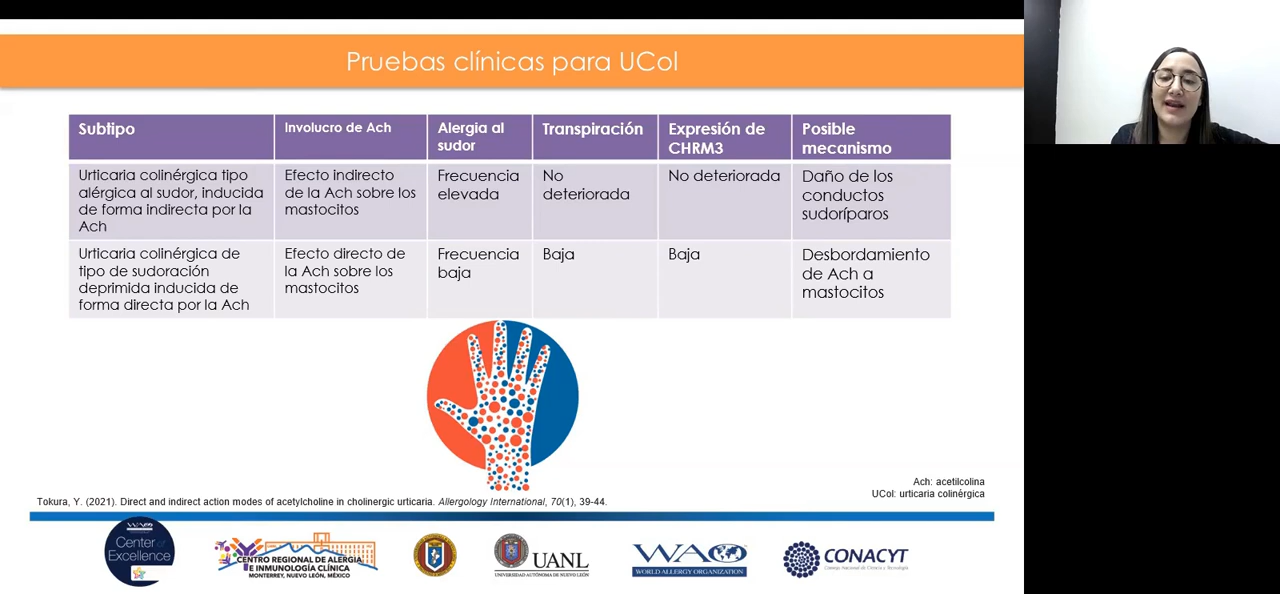 Pruebas clínicas para UCol
Subtipo
Involucro de Ach
Alergia al
sudor
Transpiración
Expresión de
CHRM3
Posible
mecanismo
Urticaria colinérgica tipo
alérgica al sudor, inducida
de forma indirecta por la
Ach
Efecto indirecto
de la Ach sobre los
mastocitos
Frecuencia
elevada
No
deteriorada
No deteriorada
Daño de los
conductos
sudoríparos
Urticaria colinérgica de
tipo de sudoración
deprimida inducida de
forma directa por la Ach
Efecto directo de
la Ach sobre los
mastocitos
Frecuencia
baja
Baja
Baja
Desbordamiento
de Ach a
mastocitos
Ach: acetilcolina
UCol: urticaria colinérgica
Tokura, Y. (2021). Direct and indirect action modes of acetylcholine in cholinergic urticaria. Allergology International, 70(1), 39-44.
WAO
Center of
Excellence
CENTRO REGIONAL DE ALERGIA
E INMUNOLOGÍA CLÍNICA
MONTERREY, NUEVO LEÓN, MÉXICO
UANL
UNIVERSIDAD AUTÓNOMA DE NUEVO LEÓN
WAO
WORLD ALLERGY ORGANIZATION
CONACYT
Consejo Nacional de Ciencia y Tecnología